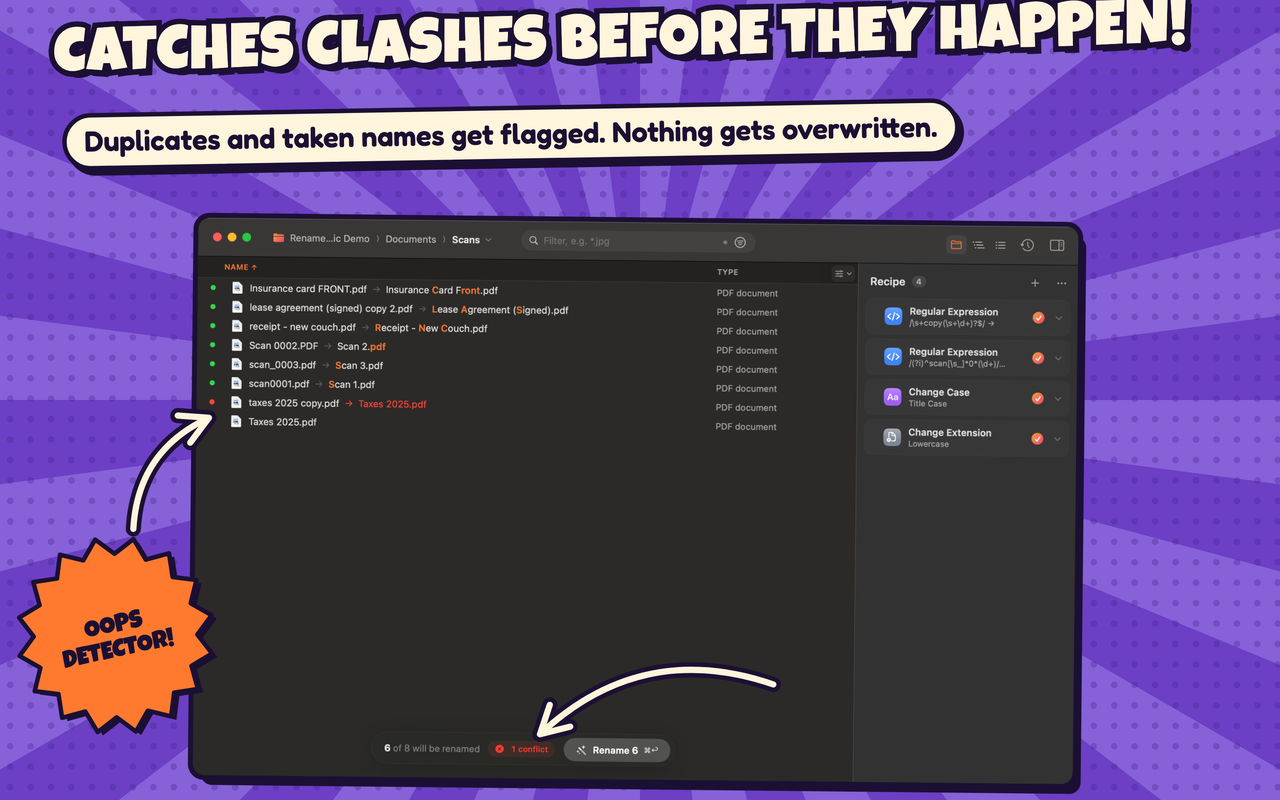 CATCHES CLASHES BEFORE THEY HAPPEN!
Duplicates and taken names get flagged. Nothing gets overwritten.
Rename...ic Demo 〉 Documents 〉 Scans
Filter, e.g. *.jpg
NAME ↑
TYPE
Insurance card FRONT.pdf → Insurance Card Front.pdf PDF document
lease agreement (signed) copy 2.pdf → Lease Agreement (Signed).pdf PDF document
receipt - new couch.pdf → Receipt - New Couch.pdf PDF document
Scan 0002.PDF → Scan 2.pdf PDF document
scan_0003.pdf → Scan 3.pdf PDF document
scan0001.pdf → Scan 1.pdf PDF document
taxes 2025 copy.pdf → Taxes 2025.pdf PDF document
Taxes 2025.pdf PDF document
Recipe 4
Regular Expression
/\s+copy(\s+\d+)?$/ →
Regular Expression
/(?i)^scan[\s_]*0*(\d+)/...
Aa
Change Case
Title Case
Change Extension
Lowercase
OOPS
DETECTOR!
6 of 8 will be renamed
1 conflict
Rename 6 ⌘↩